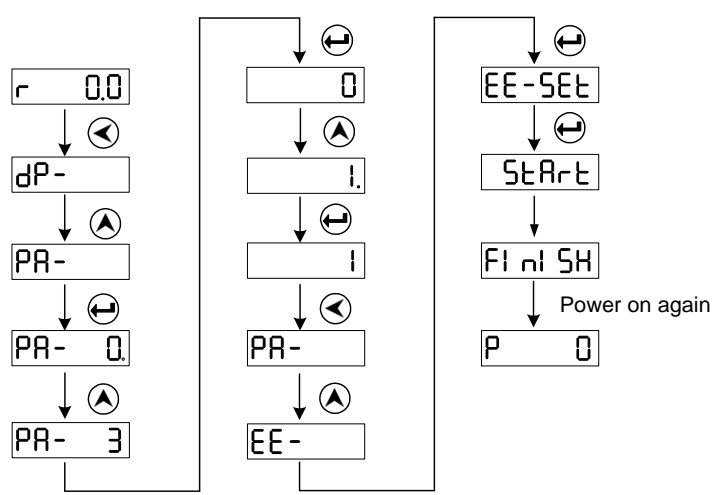 r 0.0
dP-
PA-
PA- 0.
PA- 3
0
1.
1
PA-
EE-
EE-SEt
StArt
FInISH
Power on again
P 0